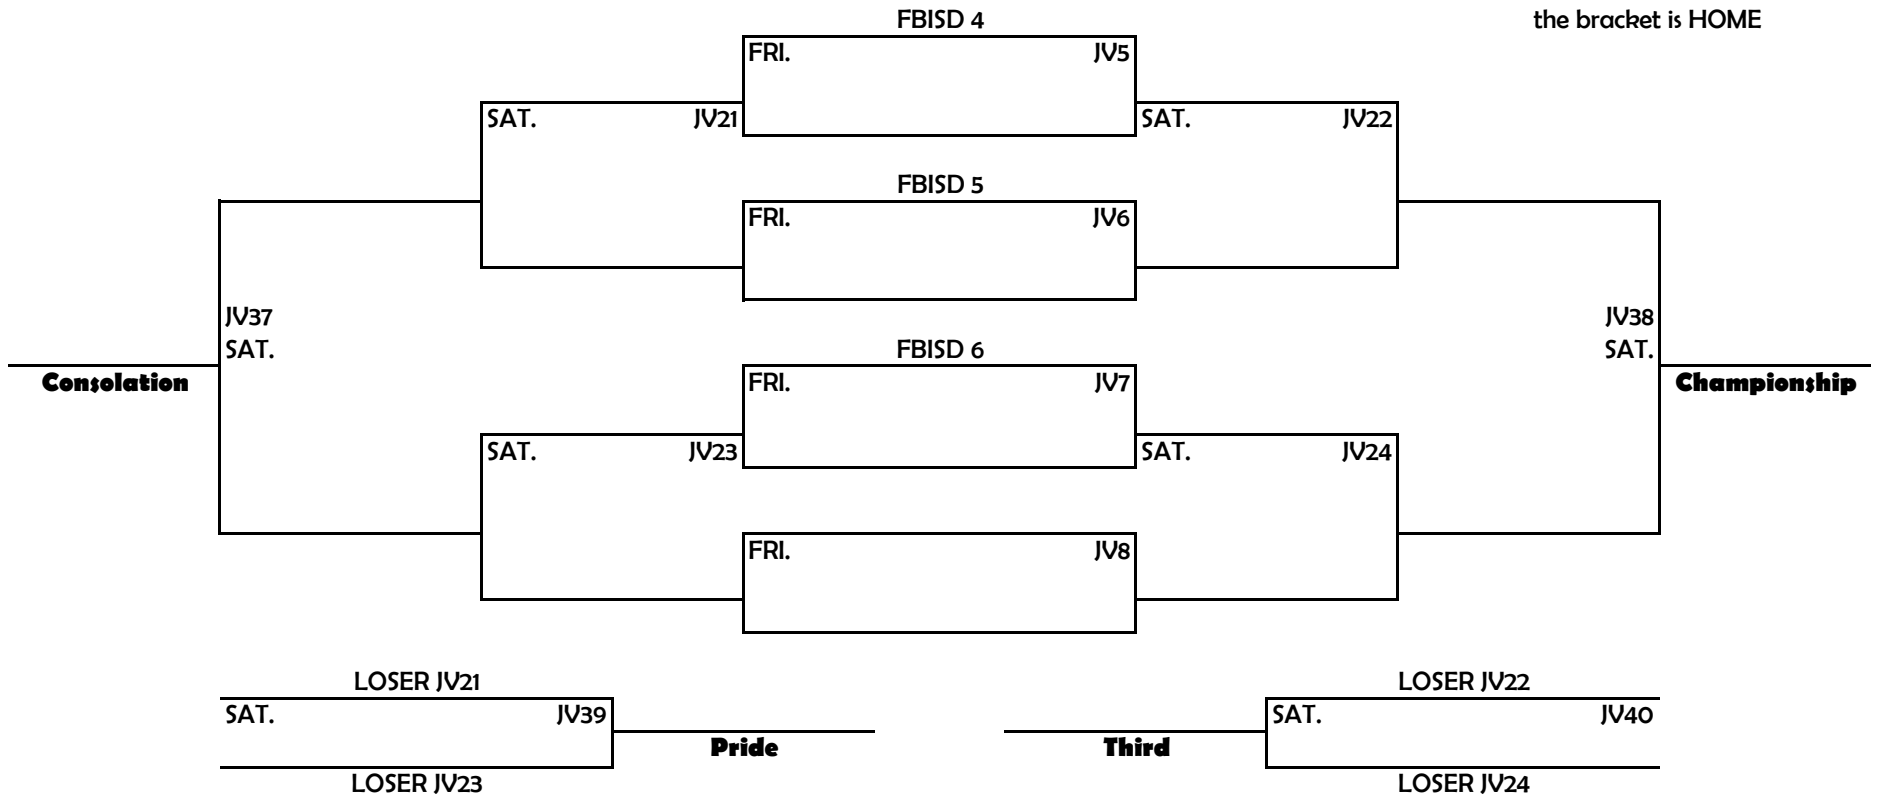 FBISD 4
the bracket is HOME
FRI. JV5
SAT. JV21
SAT. JV22
FBISD 5
FRI. JV6
JV37
SAT.
JV38
SAT.
FBISD 6
Consolation
FRI. JV7
Championship
SAT. JV23
SAT. JV24
FRI. JV8
LOSER JV21
LOSER JV22
SAT. JV39
SAT. JV40
Pride
Third
LOSER JV23
LOSER JV24